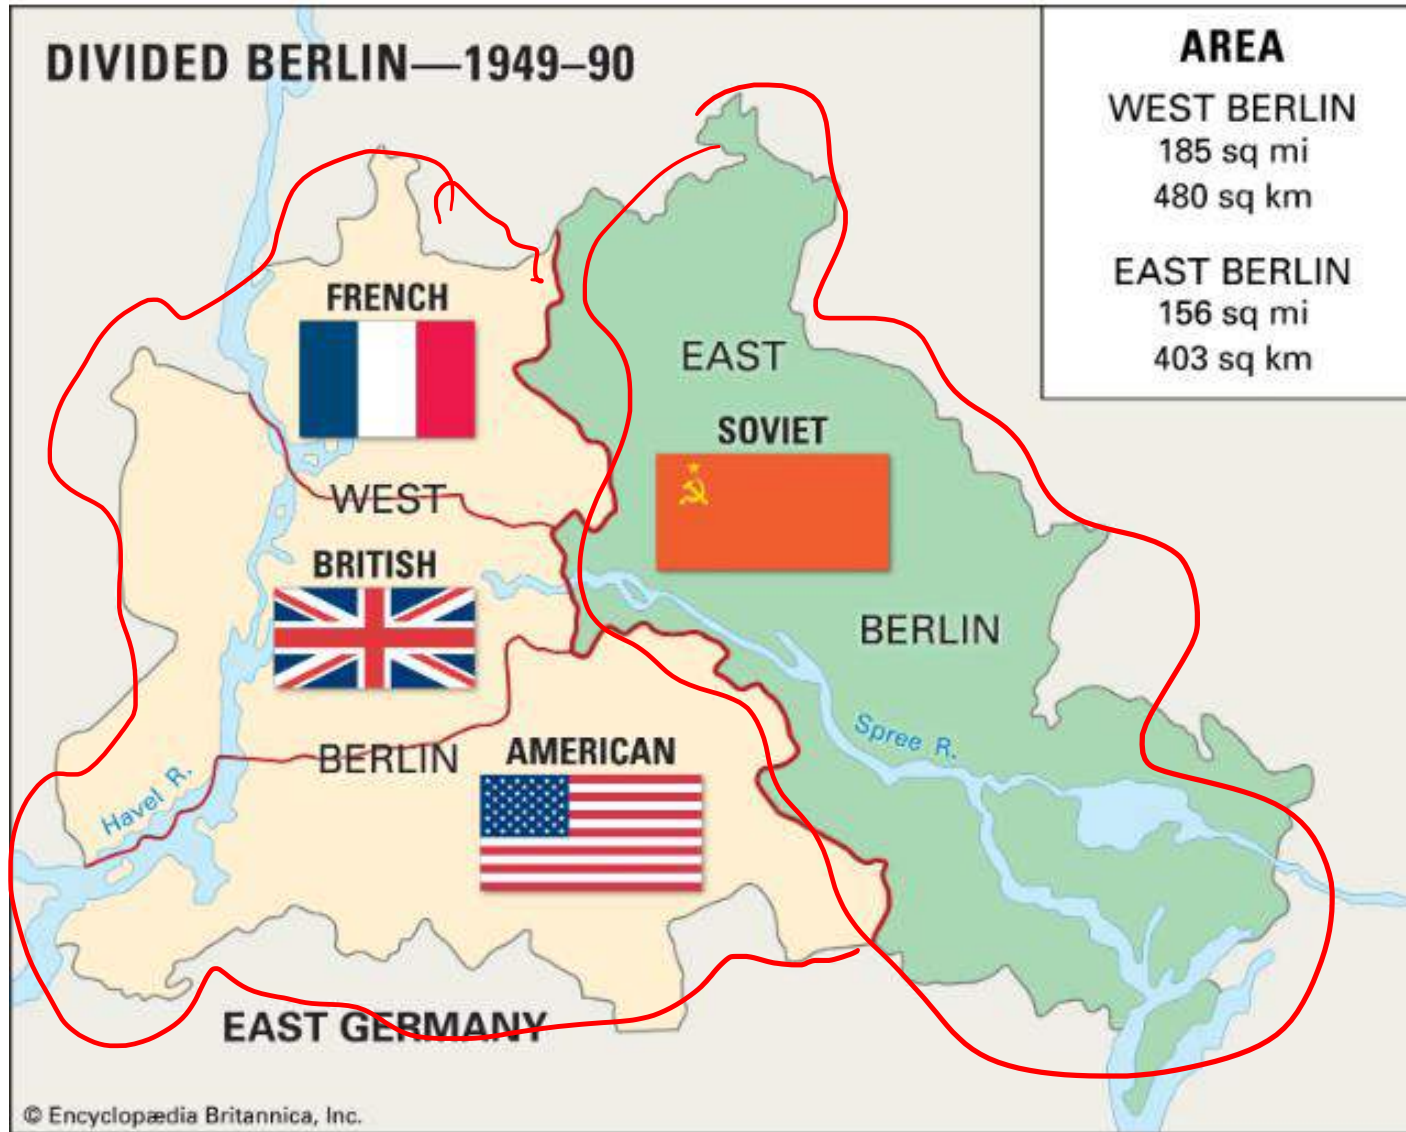 DIVIDED BERLIN—1949–90
AREA
WEST BERLIN
185 sq mi
480 sq km
EAST BERLIN
156 sq mi
403 sq km
FRENCH
EAST
SOVIET
WEST
BRITISH
BERLIN
Spree R.
BERLIN
AMERICAN
Havel R.
EAST GERMANY
© Encyclopædia Britannica, Inc.